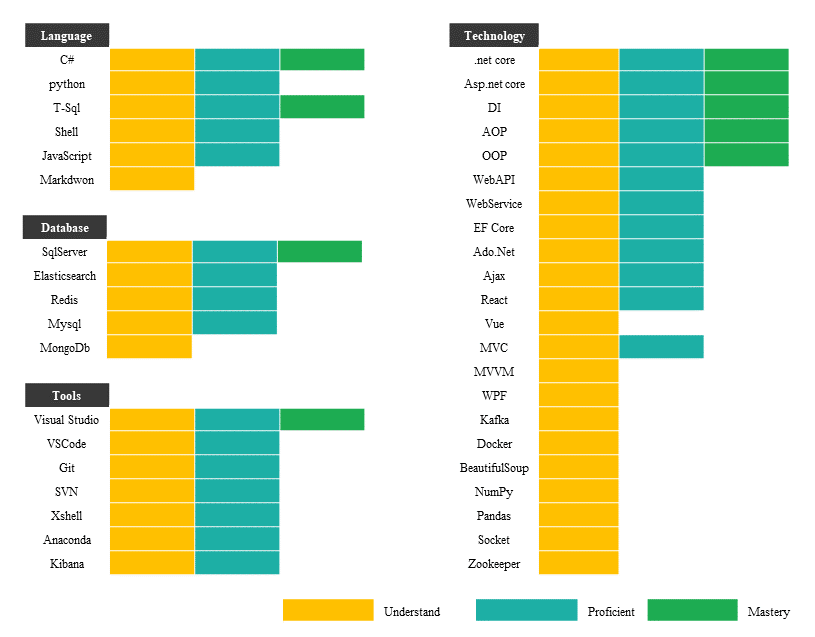 Language
C#
python
T-Sql
Shell
JavaScript
Markdwon
Database
SqlServer
Elasticsearch
Redis
Mysql
MongoDb
Tools
Visual Studio
VSCode
Git
SVN
Xshell
Anaconda
Kibana
Technology
.net core
Asp.net core
DI
AOP
OOP
WebAPI
WebService
EF Core
Ado.Net
Ajax
React
Vue
MVC
MVVM
WPF
Kafka
Docker
BeautifulSoup
NumPy
Pandas
Socket
Zookeeper
Understand
Proficient
Mastery